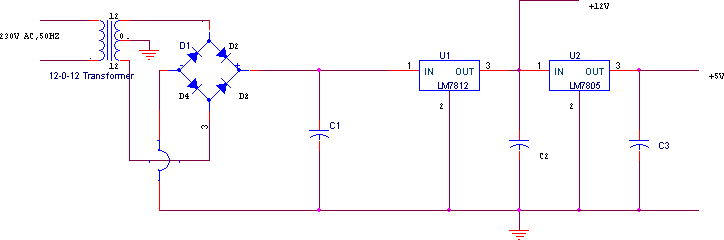 +12V
12
230V AC,50HZ
0.
12
12-0-12 Transformer
D1
D2
-
+
D4
D2
3
C1
U1
1
IN
OUT
3
LM7812
2
C2
U2
1
IN
OUT
3
LM7805
2
+5V
C3